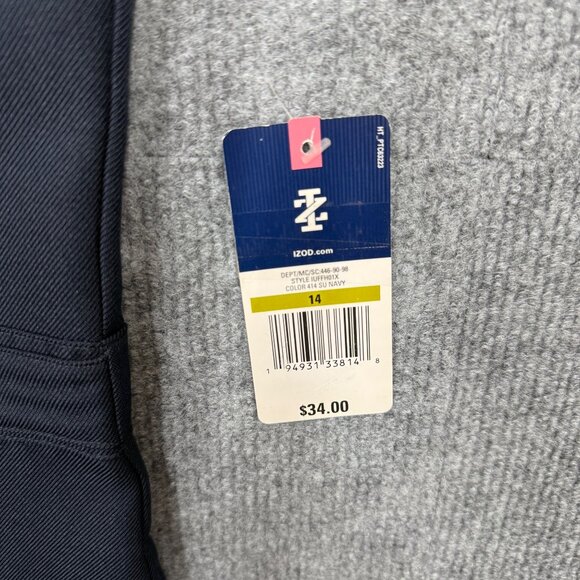 HT_PTC63223
IZOD.com
DEPT/MC/SC:446-90-98
STYLE IUFFH01X
COLOR 414 SU NAVY
14
1 94931 33814 8
$34.00